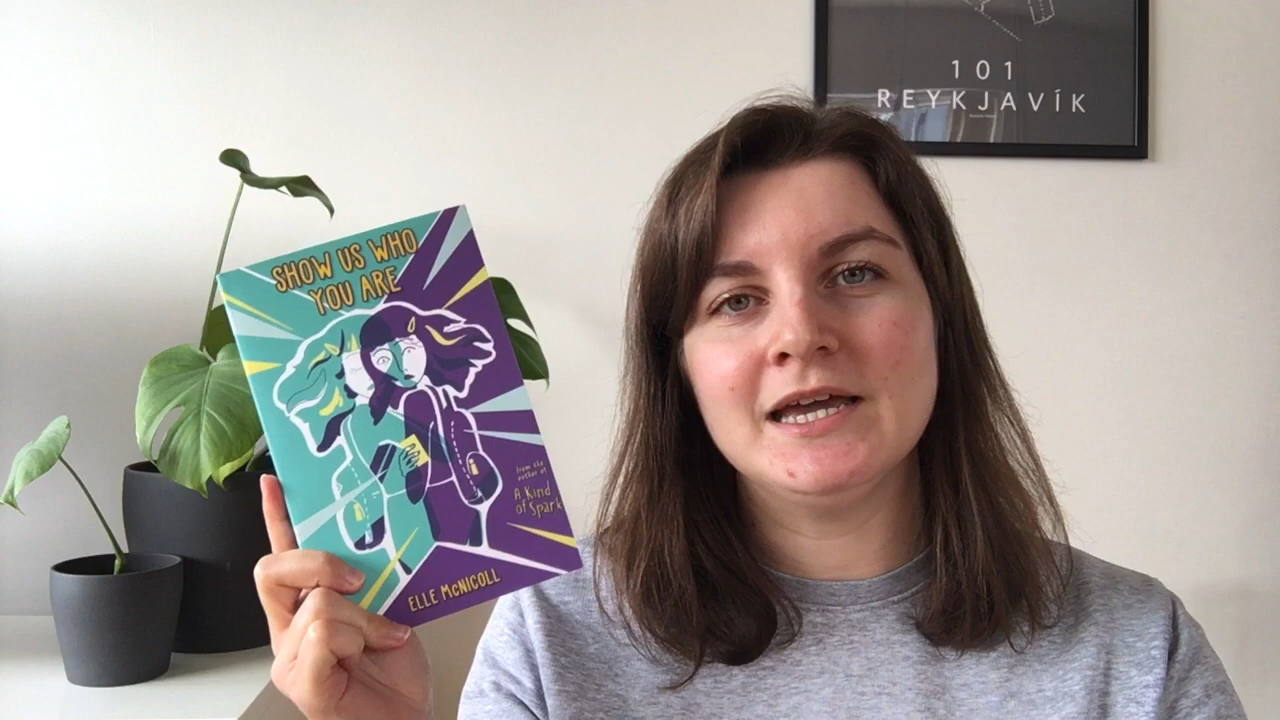 101
REYKJAVÍK
SHOW US WHO
YOU ARE
from the
author of
A Kind
of Spark
ELLE McNICOLL